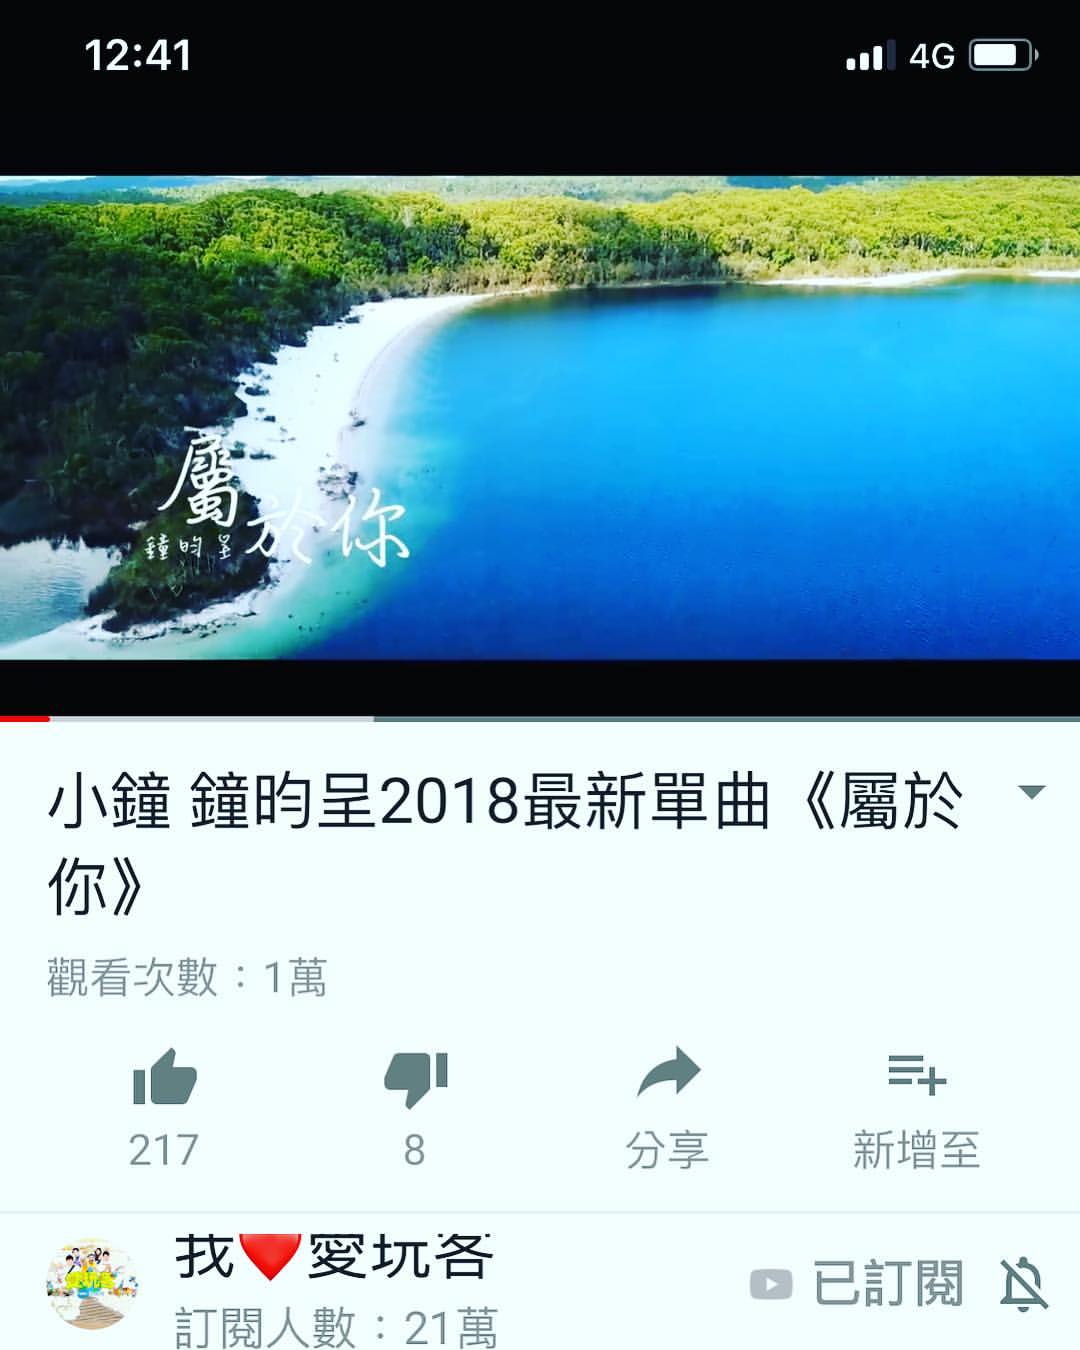 12:41
4G
屬於你
鐘昀呈
小鐘 鐘昀呈2018最新單曲《屬於
你》
觀看次數：1萬
217
8
分享
新增至
我❤️愛玩客
訂閱人數：21萬
已訂閱